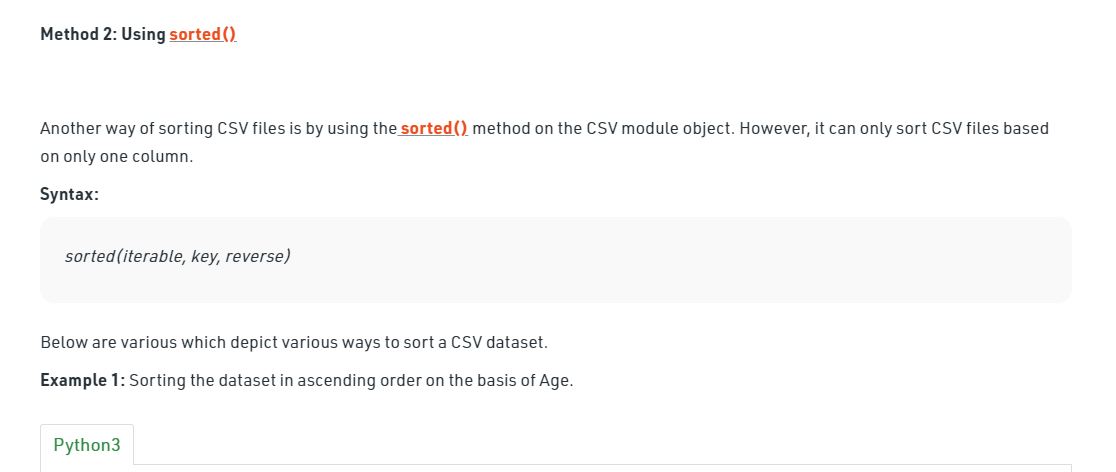 Method 2: Using sorted()
Another way of sorting CSV files is by using the sorted() method on the CSV module object. However, it can only sort CSV files based
on only one column.
Syntax:
sorted(iterable, key, reverse)
Below are various which depict various ways to sort a CSV dataset.
Example 1: Sorting the dataset in ascending order on the basis of Age.
Python3